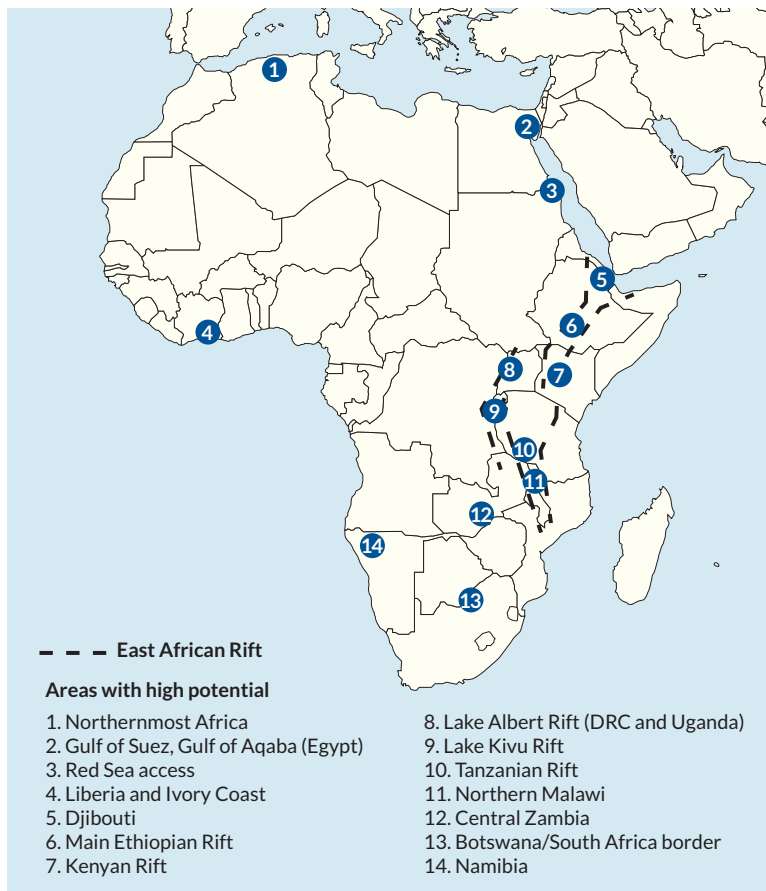 1
2
3
5
4
6
8
7
9
10
11
12
14
13
East African Rift
Areas with high potential
1. Northernmost Africa
2. Gulf of Suez, Gulf of Aqaba (Egypt)
3. Red Sea access
4. Liberia and Ivory Coast
5. Djibouti
6. Main Ethiopian Rift
7. Kenyan Rift
8. Lake Albert Rift (DRC and Uganda)
9. Lake Kivu Rift
10. Tanzanian Rift
11. Northern Malawi
12. Central Zambia
13. Botswana/South Africa border
14. Namibia